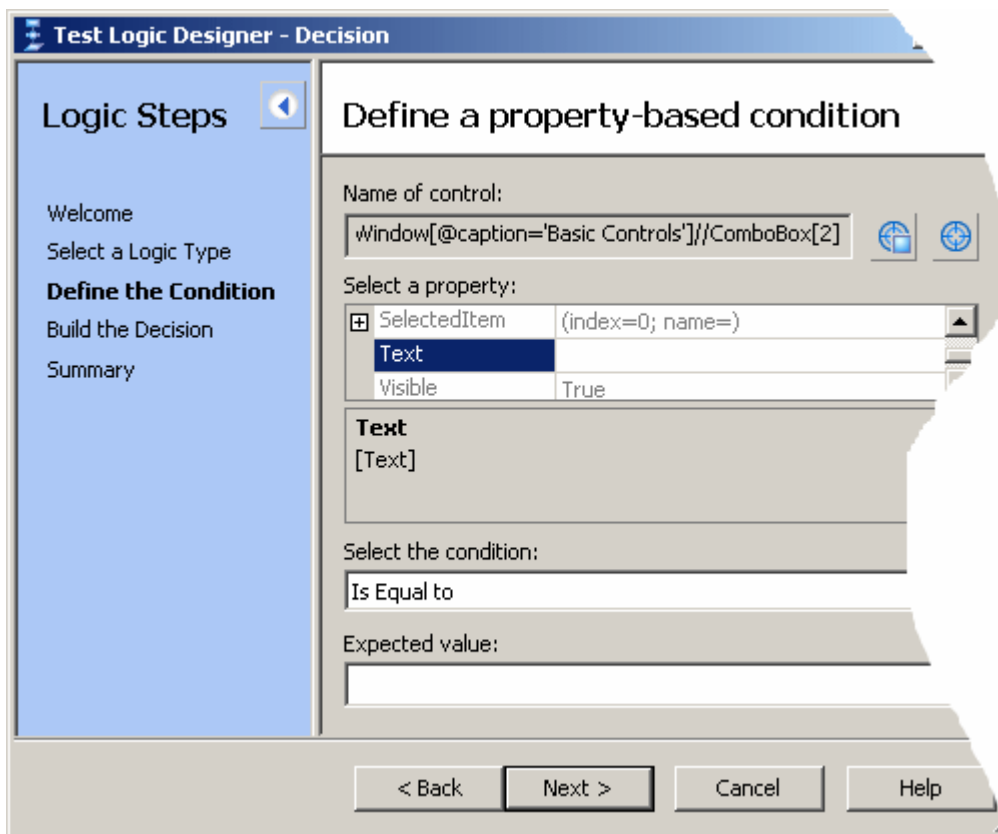 Test Logic Designer - Decision
Logic Steps
Welcome
Select a Logic Type
Define the Condition
Build the Decision
Summary
Define a property-based condition
Name of control:
Window[@caption='Basic Controls']//ComboBox[2]
Select a property:
SelectedItem (index=0; name=)
Text
Visible True
Text
[Text]
Select the condition:
Is Equal to
Expected value:
< Back Next > Cancel Help